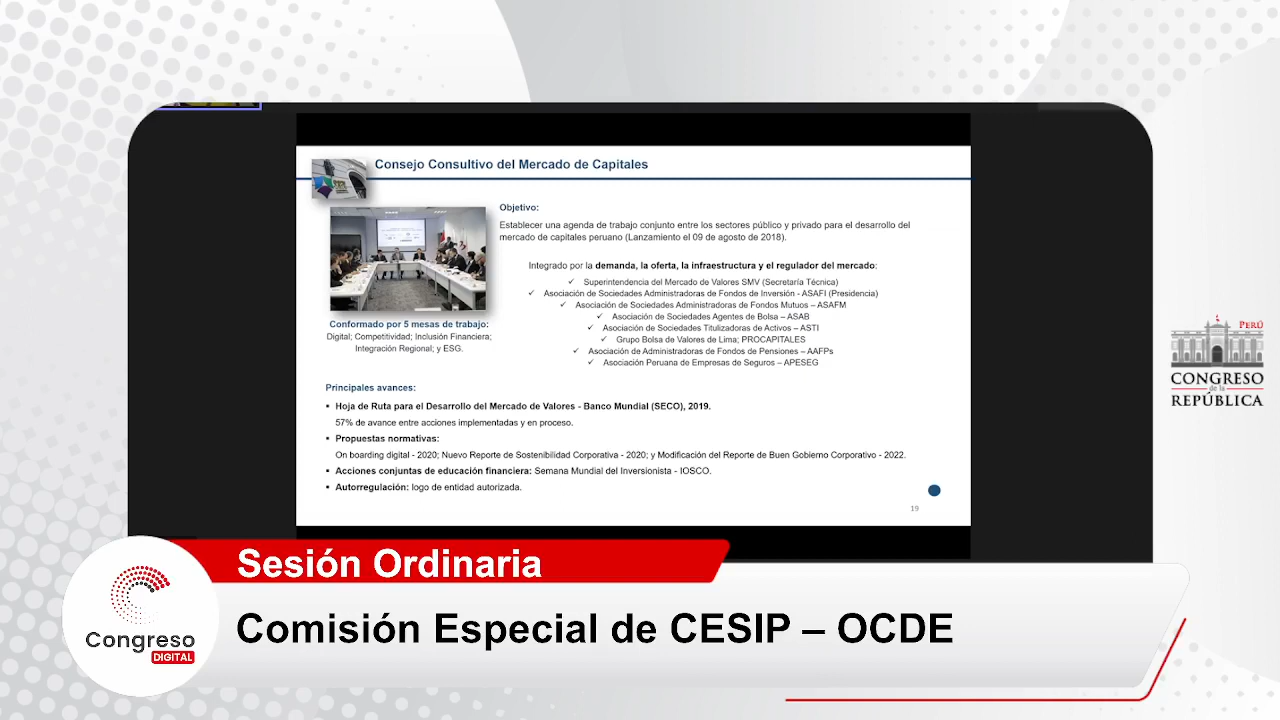 Consejo Consultivo del Mercado de Capitales
Objetivo:
Establecer una agenda de trabajo conjunto entre los sectores público y privado para el desarrollo del
mercado de capitales peruano (Lanzamiento el 09 de agosto de 2018).
Integrado por la demanda, la oferta, la infraestructura y el regulador del mercado:
✓ Superintendencia del Mercado de Valores SMV (Secretaría Técnica)
✓ Asociación de Sociedades Administradoras de Fondos de Inversión - ASAFI (Presidencia)
✓ Asociación de Sociedades Administradoras de Fondos Mutuos – ASAFM
✓ Asociación de Sociedades Agentes de Bolsa – ASAB
✓ Asociación de Sociedades Titulizadoras de Activos – ASTI
✓ Grupo Bolsa de Valores de Lima; PROCAPITALES
✓ Asociación de Administradoras de Fondos de Pensiones – AAFPs
✓ Asociación Peruana de Empresas de Seguros – APESEG
Conformado por 5 mesas de trabajo:
Digital; Competitividad; Inclusión Financiera;
Integración Regional; y ESG.
Principales avances:
▪ Hoja de Ruta para el Desarrollo del Mercado de Valores - Banco Mundial (SECO), 2019.
57% de avance entre acciones implementadas y en proceso.
▪ Propuestas normativas:
On boarding digital - 2020; Nuevo Reporte de Sostenibilidad Corporativa - 2020; y Modificación del Reporte de Buen Gobierno Corporativo - 2022.
▪ Acciones conjuntas de educación financiera: Semana Mundial del Inversionista - IOSCO.
▪ Autorregulación: logo de entidad autorizada.
19
PERÚ
CONGRESO
de la
REPÚBLICA
Sesión Ordinaria
Comisión Especial de CESIP – OCDE
Congreso
DIGITAL